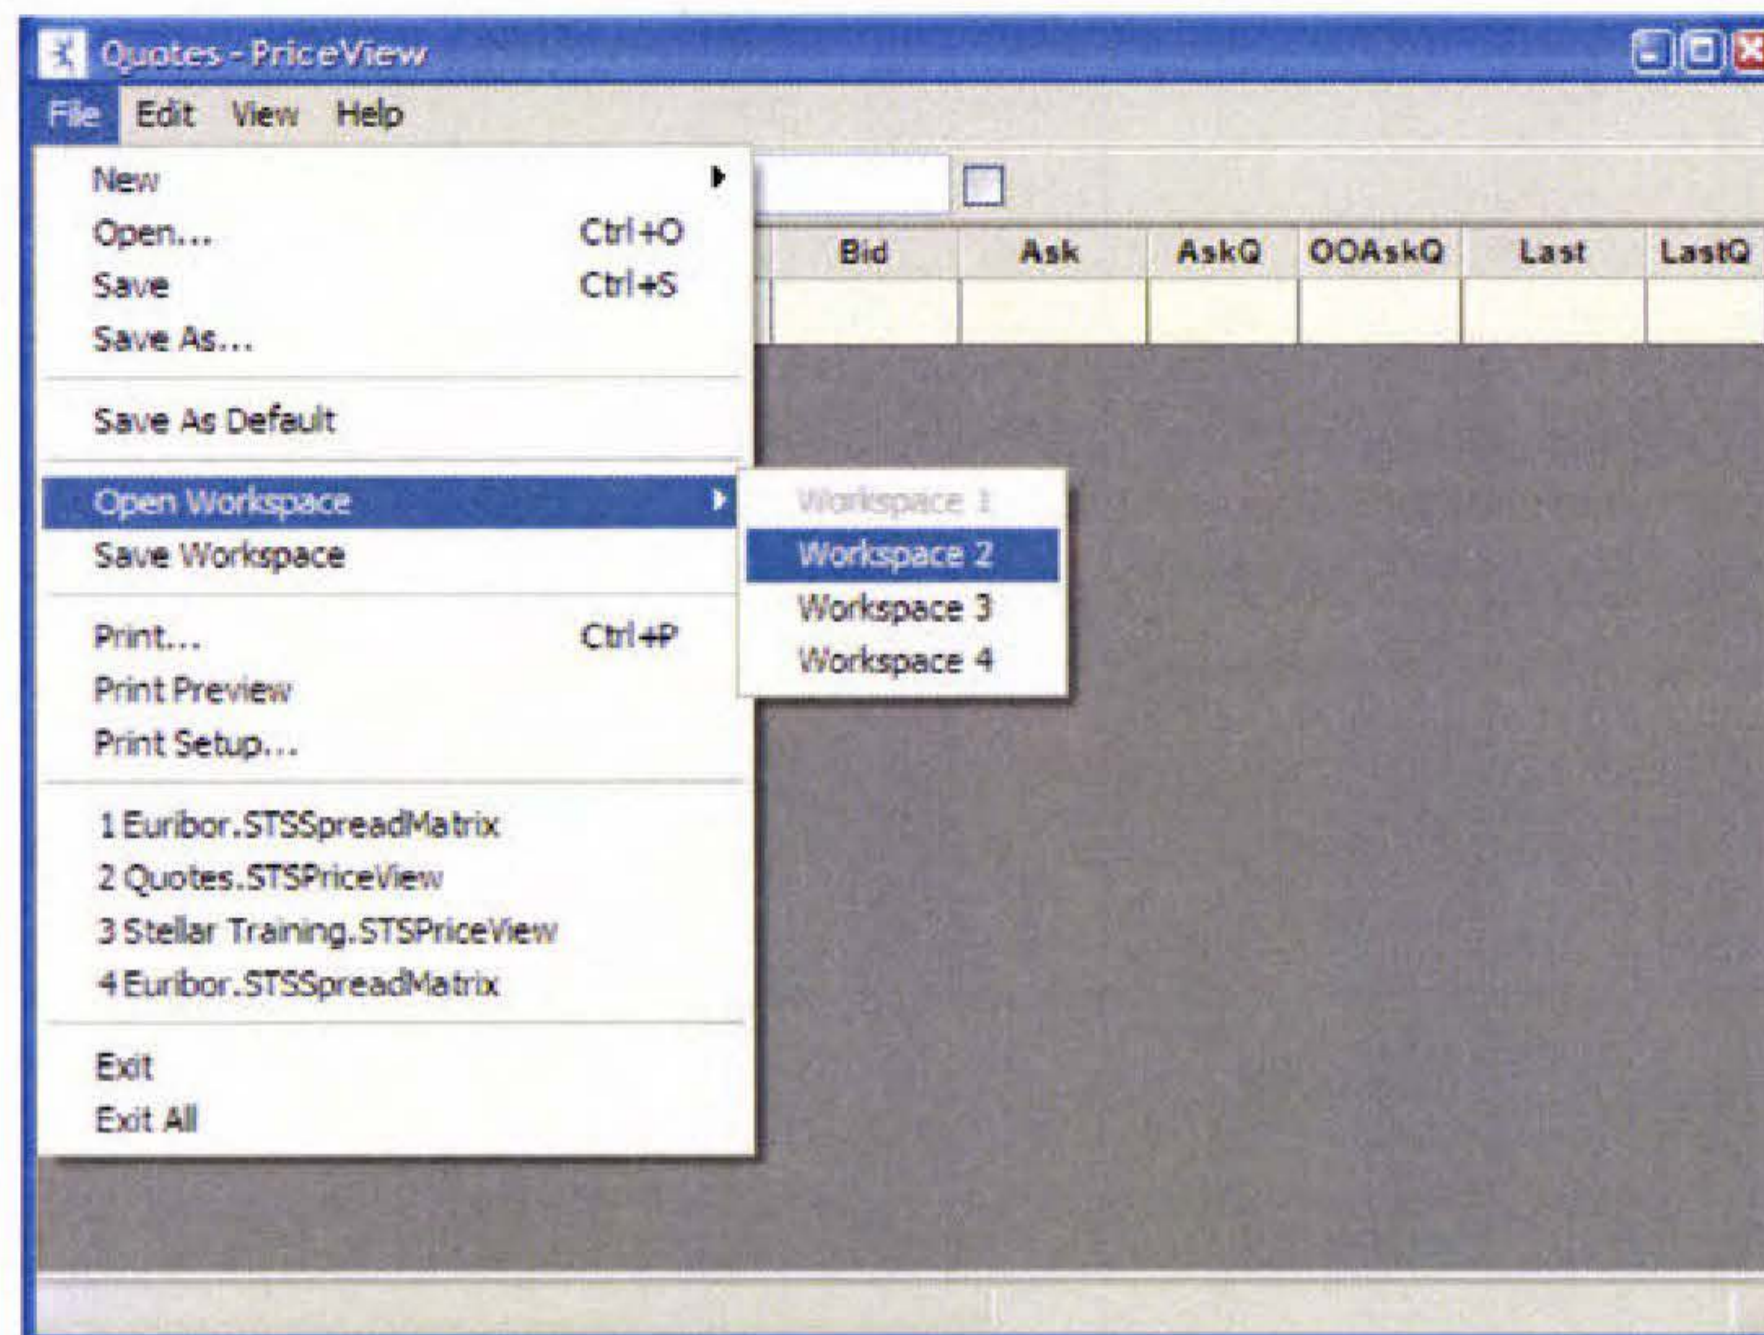 Quotes - PriceView
File Edit View Help
New
Open... Ctrl+O
Save Ctrl+S
Save As...
Save As Default
Open Workspace
Save Workspace
Print... Ctrl+P
Print Preview
Print Setup...
1 Euribor.STSSpreadMatrix
2 Quotes.STSPriceView
3 Stellar Training.STSPriceView
4 Euribor.STSSpreadMatrix
Exit
Exit All
Workspace 1
Workspace 2
Workspace 3
Workspace 4
Bid Ask AskQ OOAskQ Last LastQ